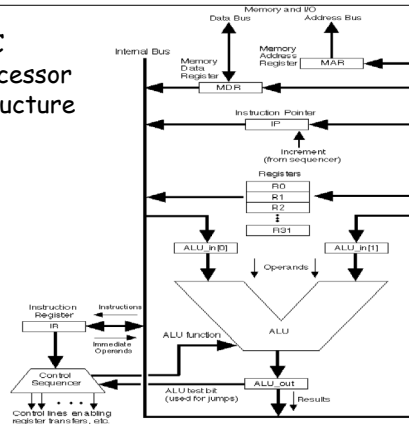 cessor
ucture
Memory and I/O
Data Bus
Address Bus
Internal Bus
Memory
Data
Register
Memory
Address
Register
MAR
MDR
Instruction Pointer
IP
Increment
(from sequencer)
Registers
R0
R1
R2
R31
ALU_in[0]
ALU_in[1]
Operands
Instruction
Register
Instructions
IR
Immediate
Operands
ALU function
ALU
Control
Sequencer
ALU test bit
(used for jumps)
ALU_out
Results
Control lines enabling
register transfers, etc.